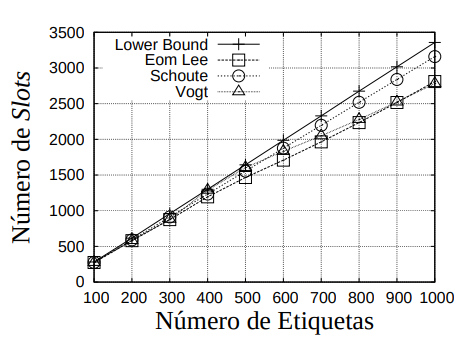 Número de Slots
3500
3000
2500
2000
1500
1000
500
0
Lower Bound
Eom Lee
Schoute
Vogt
100 200 300 400 500 600 700 800 900 1000
Número de Etiquetas